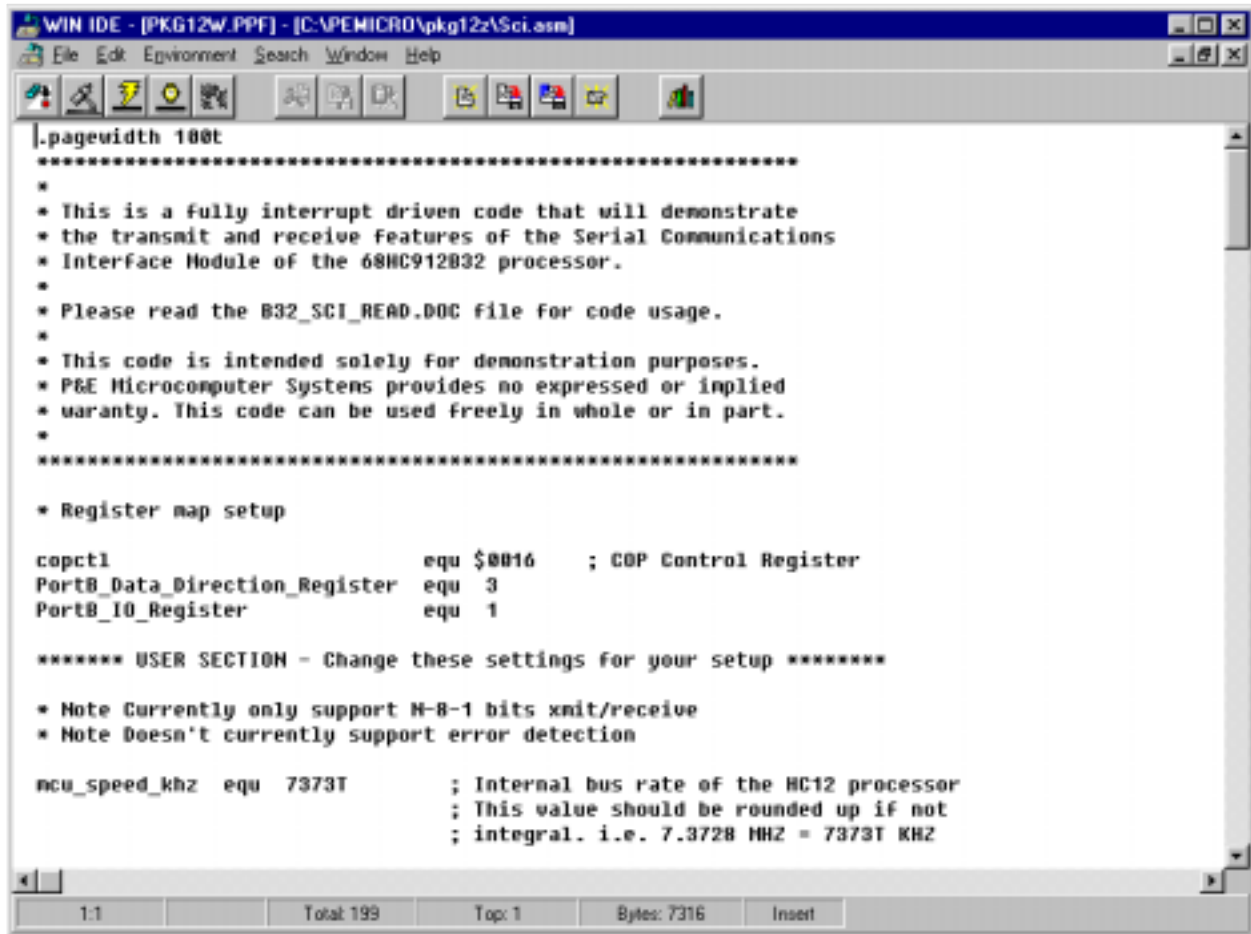 WIN IDE - [PKG12W.PPF] - [C:\PEMICRO\pkg12z\Sci.asm]
File Edit Environment Search Window Help
.pagewidth 180t
*************************************************************
*
* This is a fully interrupt driven code that will demonstrate
* the transmit and receive features of the Serial Communications
* Interface Module of the 68HC912B32 processor.
*
* Please read the B32_SCI_READ.DOC file for code usage.
*
* This code is intended solely for demonstration purposes.
* P&E Microcomputer Systems provides no expressed or implied
* waranty. This code can be used freely in whole or in part.
*
*************************************************************
* Register map setup
copctl equ $0016 ; COP Control Register
PortB_Data_Direction_Register equ 3
PortB_IO_Register equ 1
******* USER SECTION - Change these settings for your setup ********
* Note Currently only support N-8-1 bits xmit/receive
* Note Doesn't currently support error detection
mcu_speed_khz equ 7373T ; Internal bus rate of the HC12 processor
; This value should be rounded up if not
; integral. i.e. 7.3728 MHZ = 7373T KHZ
1:1 Total: 199 Top: 1 Bytes: 7316 Insert